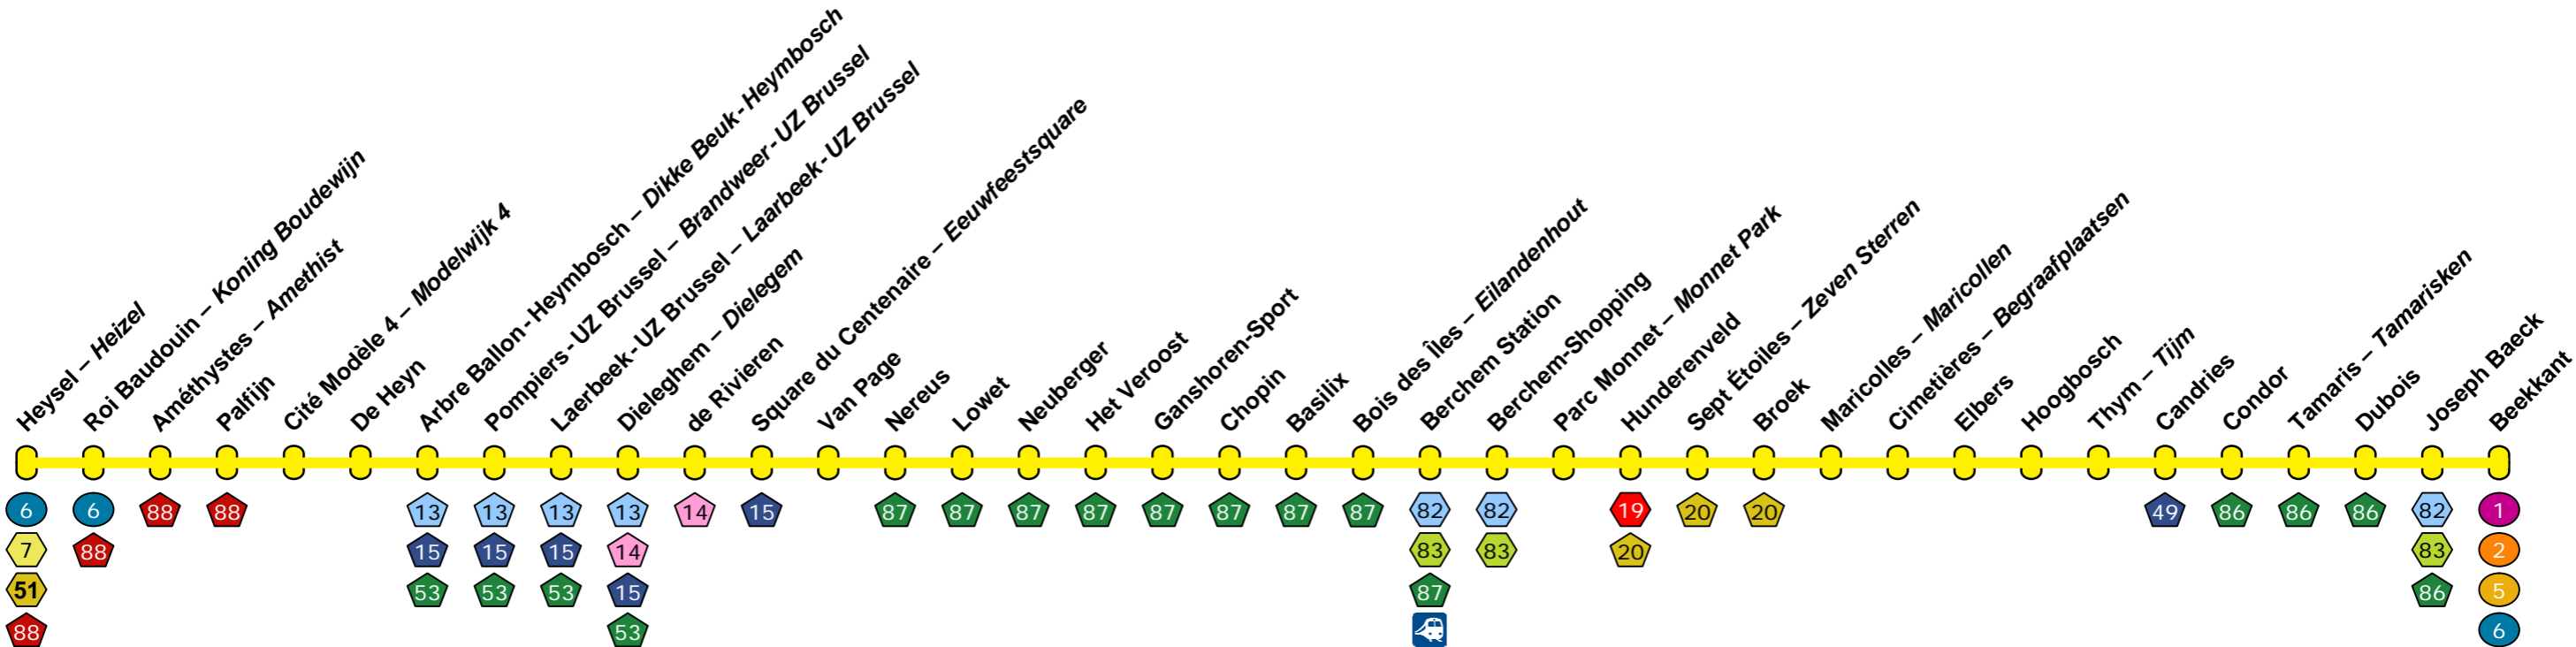 Heysel – Heizel
Roi Baudouin – Koning Boudewijn
Améthystes – Amethist
Palfijn
Cité Modèle 4 – Modelwijk 4
De Heyn
Arbre Ballon - Heymbosch – Dikke Beuk - Heymbosch
Pompiers - UZ Brussel – Brandweer - UZ Brussel
Laerbeek - UZ Brussel – Laarbeek - UZ Brussel
Dieleghem – Dielegem
de Rivieren
Square du Centenaire – Eeuwfeestsquare
Van Page
Nereus
Lowet
Neuberger
Het Veroost
Ganshoren-Sport
Chopin
Basilix
Bois des Îles – Eilandenhout
Berchem Station
Berchem-Shopping
Parc Monnet – Monnet Park
Hunderenveld
Sept Étoiles – Zeven Sterren
Broek
Maricolles – Maricollen
Cimetières – Begraafplaatsen
Elbers
Hoogbosch
Thym – Tijm
Candries
Condor
Tamaris – Tamarisken
Dubois
Joseph Baeck
Beekkant
6 6 88 88 13 13 13 13 14 15 87 87 87 87 87 87 87 87 82 82 19 20 20 49 86 86 86 82 1
7 88 15 15 15 14 83 83 20 83 2
51 53 53 53 15 87 86 5
88 53 6